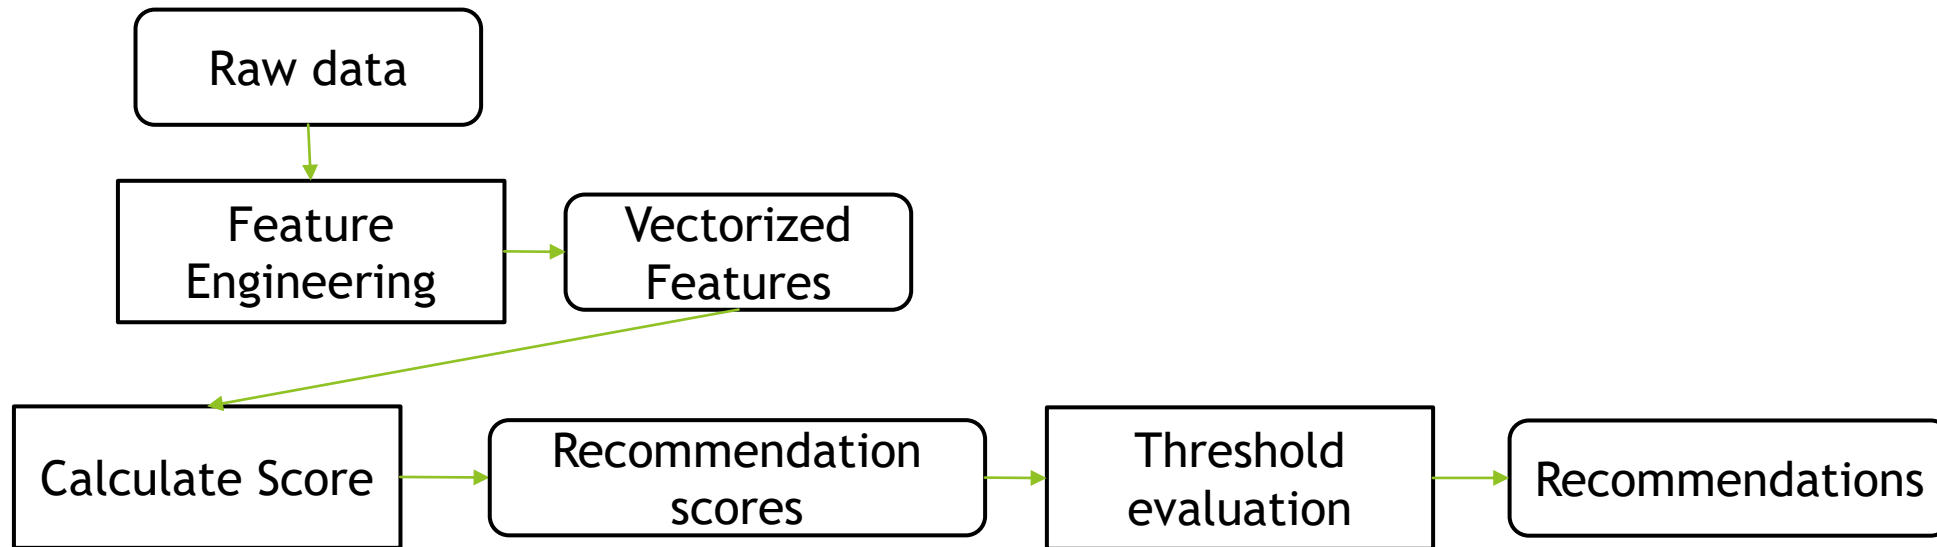 Raw data
Feature
Engineering
Vectorized
Features
Calculate Score
Recommendation
scores
Threshold
evaluation
Recommendations